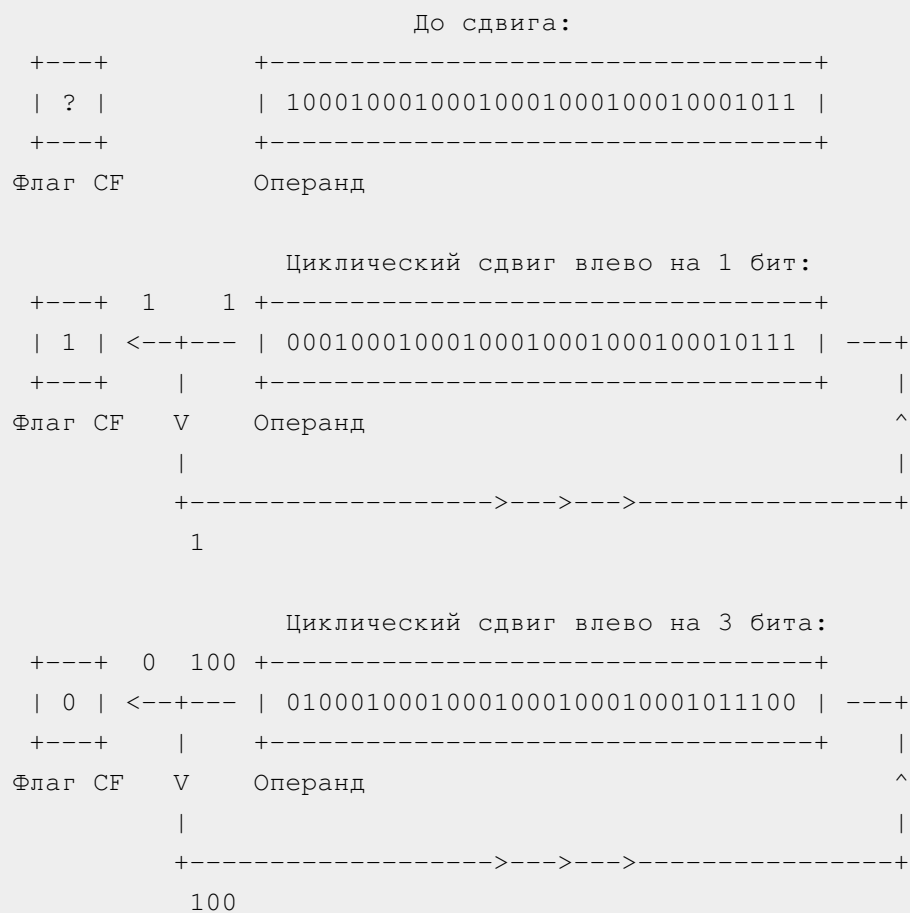 До сдвига:
+---+         +----------------------------------+
| ? |         | 10001000100010001000100010001011 |
+---+         +----------------------------------+
Флаг CF        Операнд
Циклический сдвиг влево на 1 бит:
+---+  1    1 +----------------------------------+
| 1 | <--+--- | 00010001000100010001000100010111 | ---+
+---+    |    +----------------------------------+    |
Флаг CF   V    Операнд                                 ^
|                                            |
+------------------->--->--->----------------+
1
Циклический сдвиг влево на 3 бита:
+---+  0  100 +----------------------------------+
| 0 | <--+--- | 01000100010001000100010001011100 | ---+
+---+    |    +----------------------------------+    |
Флаг CF   V    Операнд                                 ^
|                                            |
+------------------->--->--->----------------+
100